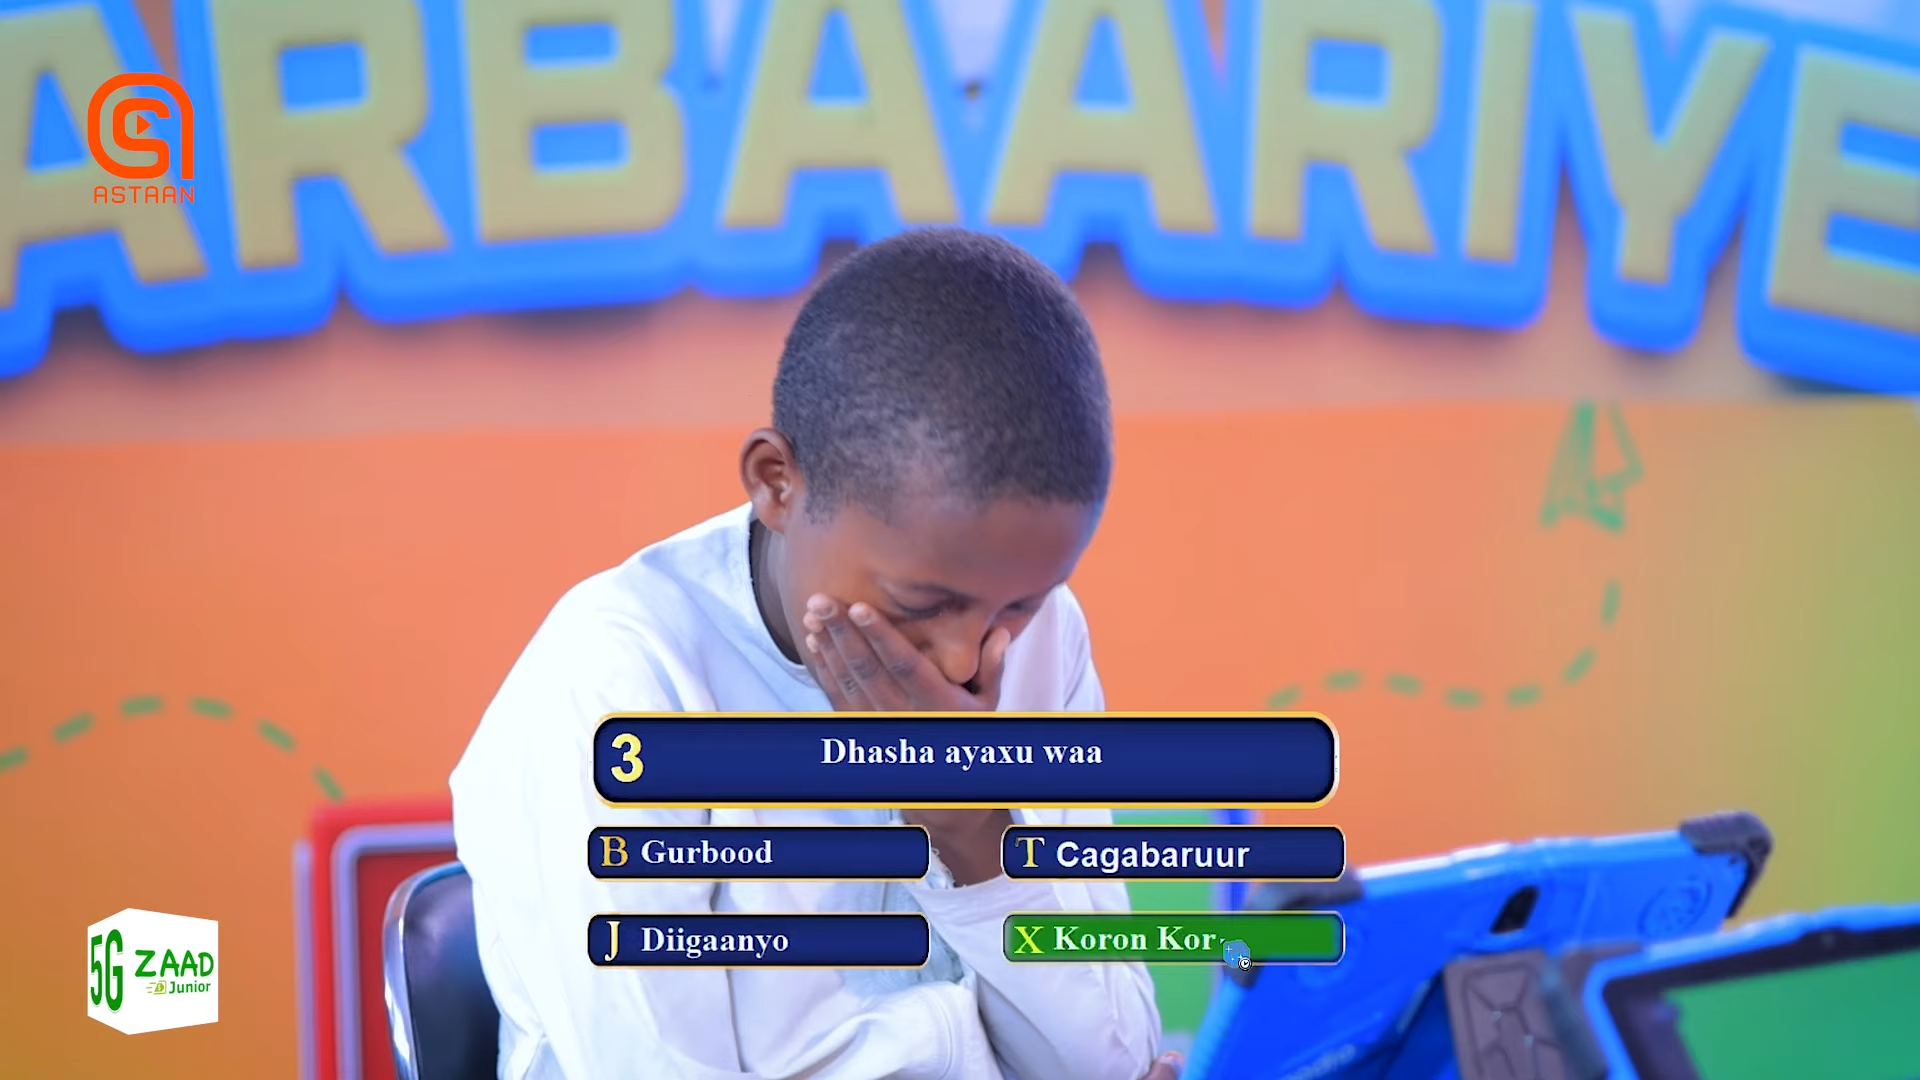 ARBAARIYE
ASTAAN
3 Dhasha ayaxu waa
B Gurbood
T Cagabaruur
J Diigaanyo
X Koron Kor
5G ZAAD
Junior